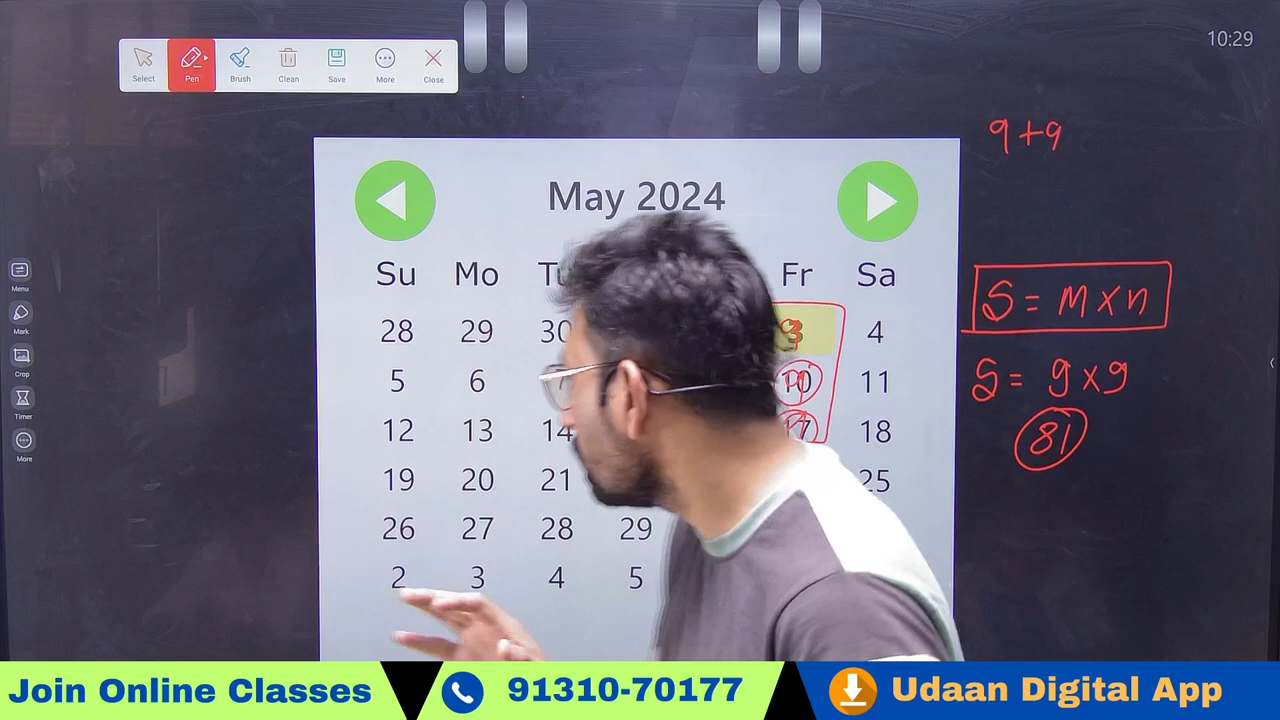 10:29
Select Pen Brush Clean Save More Close
9+9
May 2024
Su Mo Tu Fr Sa
28 29 30 3 4
5 6 7 10 11
12 13 14 17 18
19 20 21 25
26 27 28 29
2 3 4 5
S = m × n
S = 9 × 9
81
Menu
Mark
Crop
Timer
More
Join Online Classes 91310-70177 Udaan Digital App